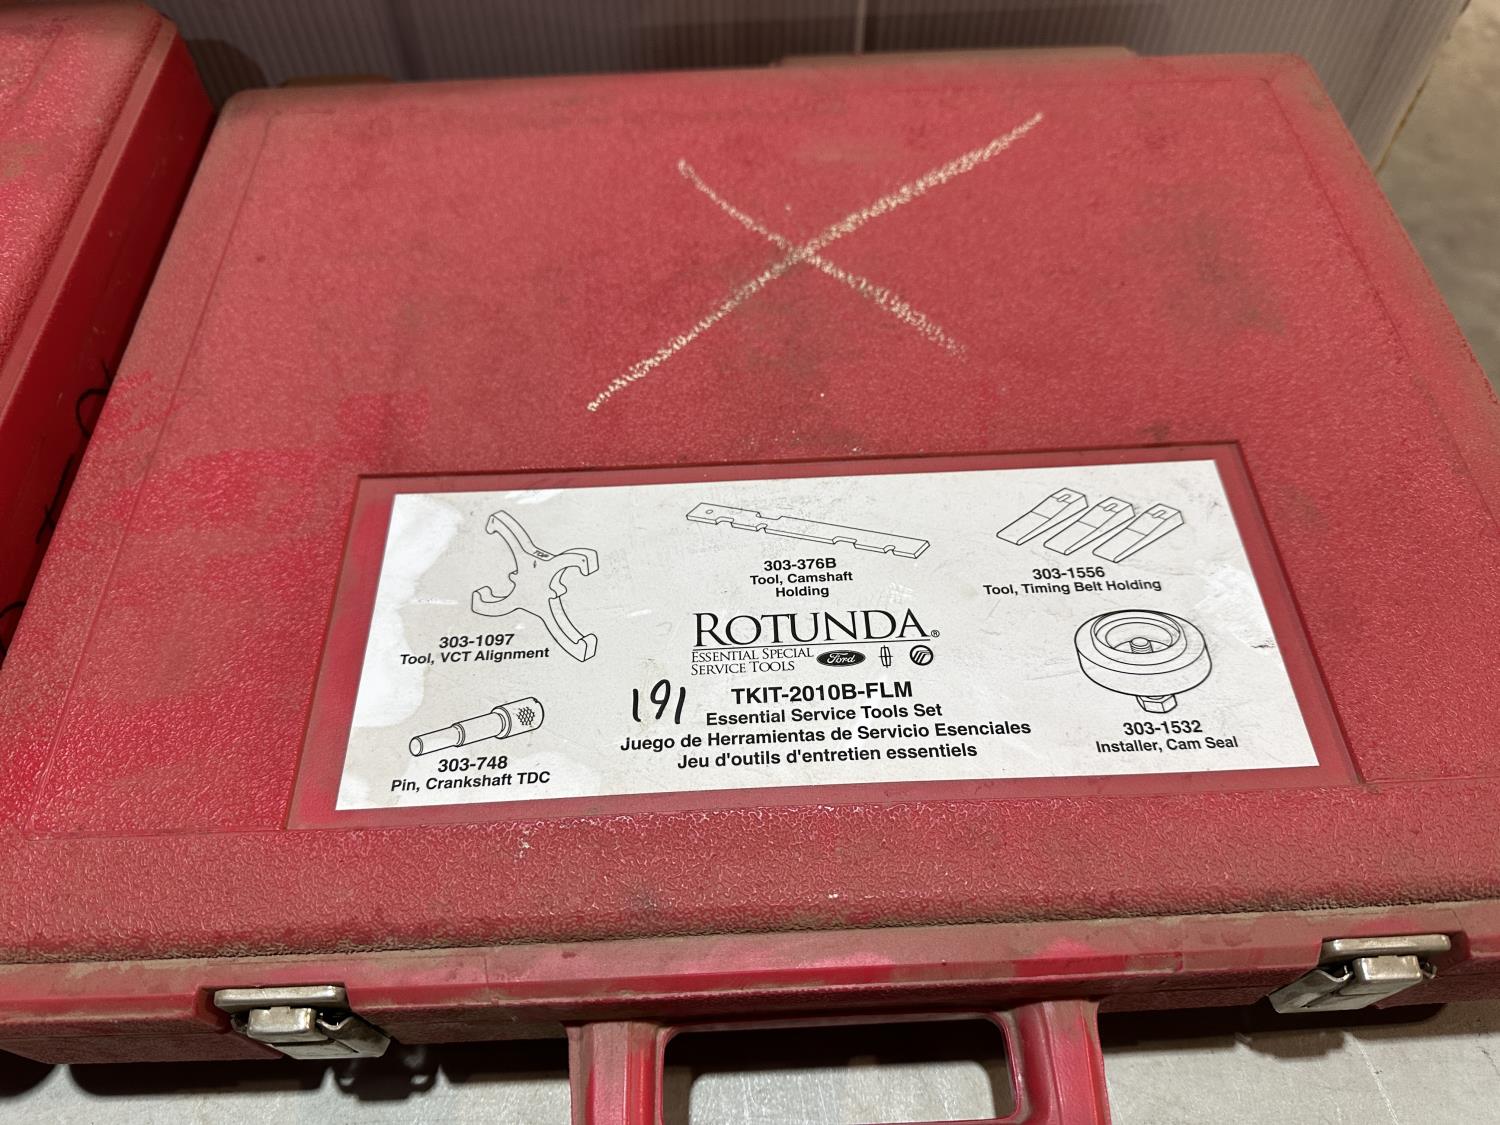 TOP
303-376B
Tool, Camshaft
Holding
303-1556
Tool, Timing Belt Holding
303-1097
Tool, VCT Alignment
ROTUNDA®
ESSENTIAL SPECIAL
SERVICE TOOLS
Ford
191
TKIT-2010B-FLM
Essential Service Tools Set
Juego de Herramientas de Servicio Esenciales
Jeu d'outils d'entretien essentiels
303-748
Pin, Crankshaft TDC
303-1532
Installer, Cam Seal